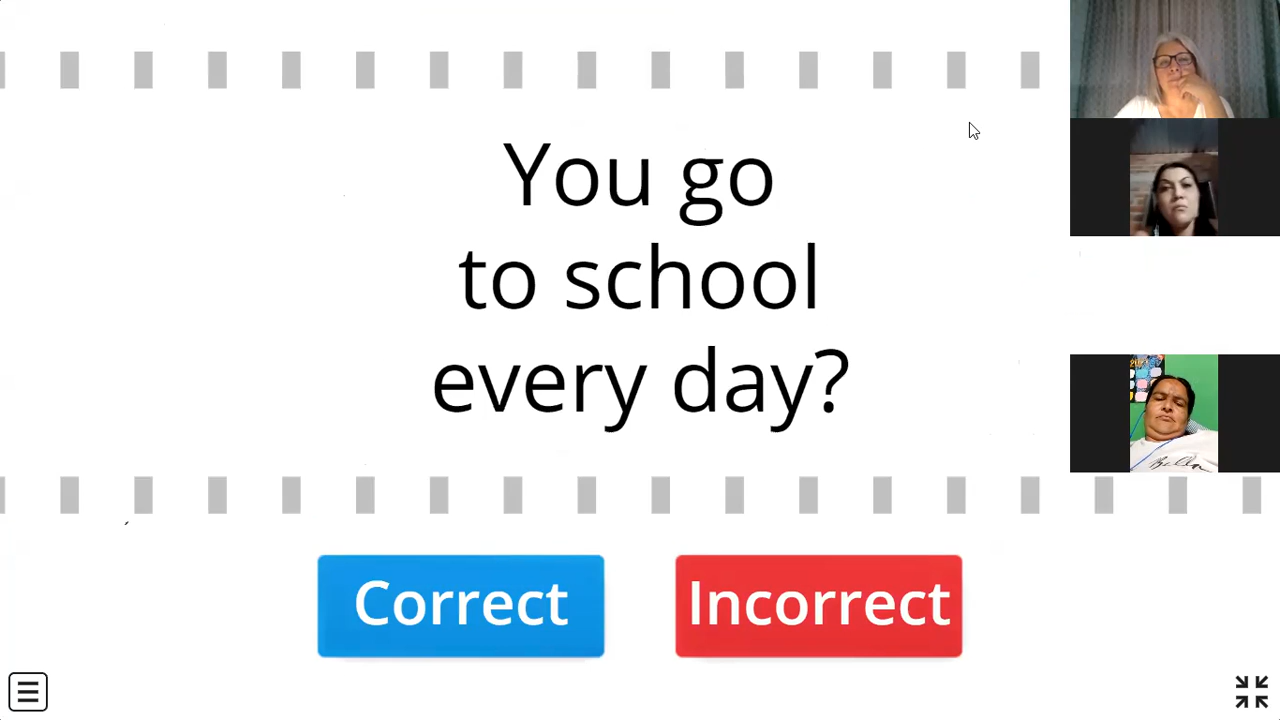 You go
to school
every day?
Correct
Incorrect